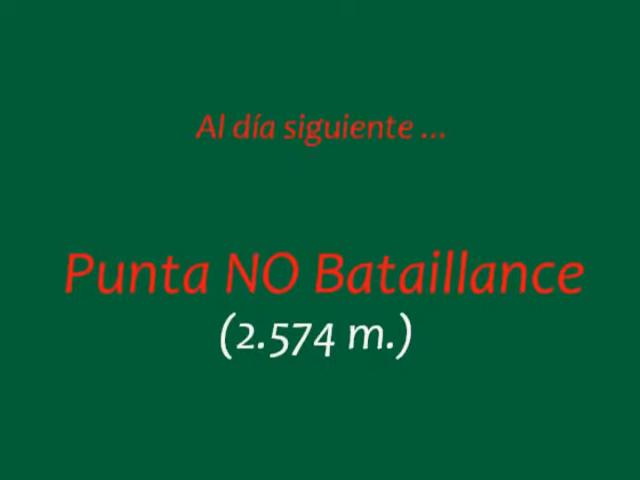 Al día siguiente ...
Punta NO Bataillance
(2.574 m.)